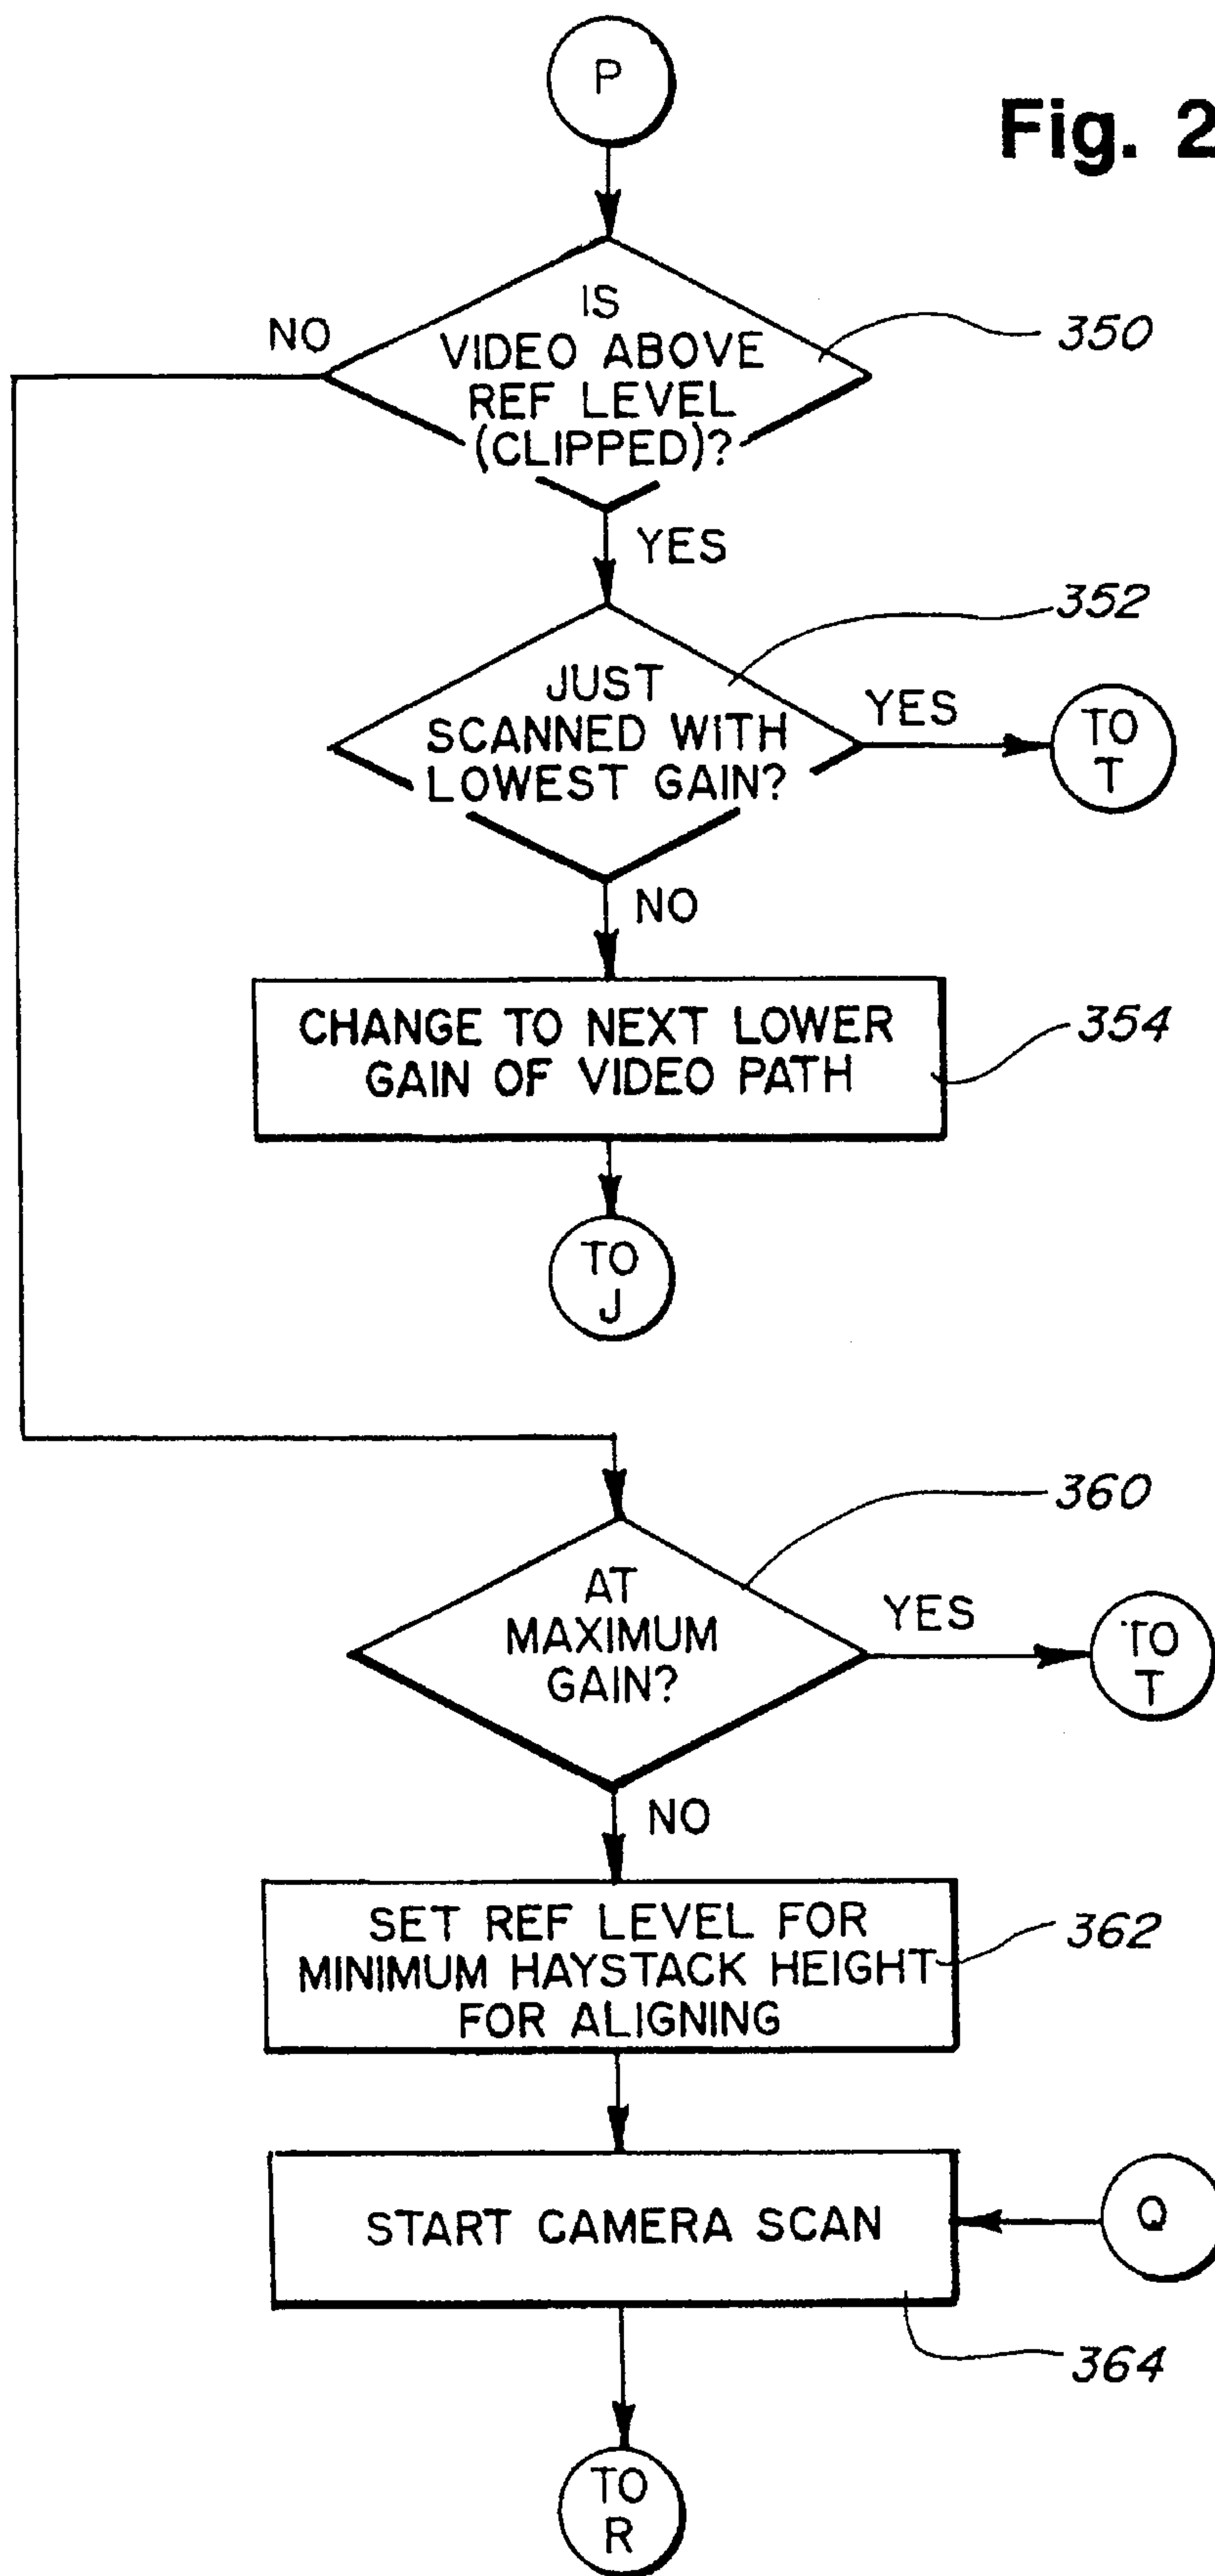 P
Fig. 2
IS
VIDEO ABOVE
REF LEVEL
(CLIPPED)?
NO
350
YES
352
JUST
SCANNED WITH
LOWEST GAIN?
YES
TO
T
NO
CHANGE TO NEXT LOWER
GAIN OF VIDEO PATH
354
TO
J
360
AT
MAXIMUM
GAIN?
YES
TO
T
NO
SET REF LEVEL FOR
MINIMUM HAYSTACK HEIGHT
FOR ALIGNING
362
START CAMERA SCAN
Q
364
TO
R